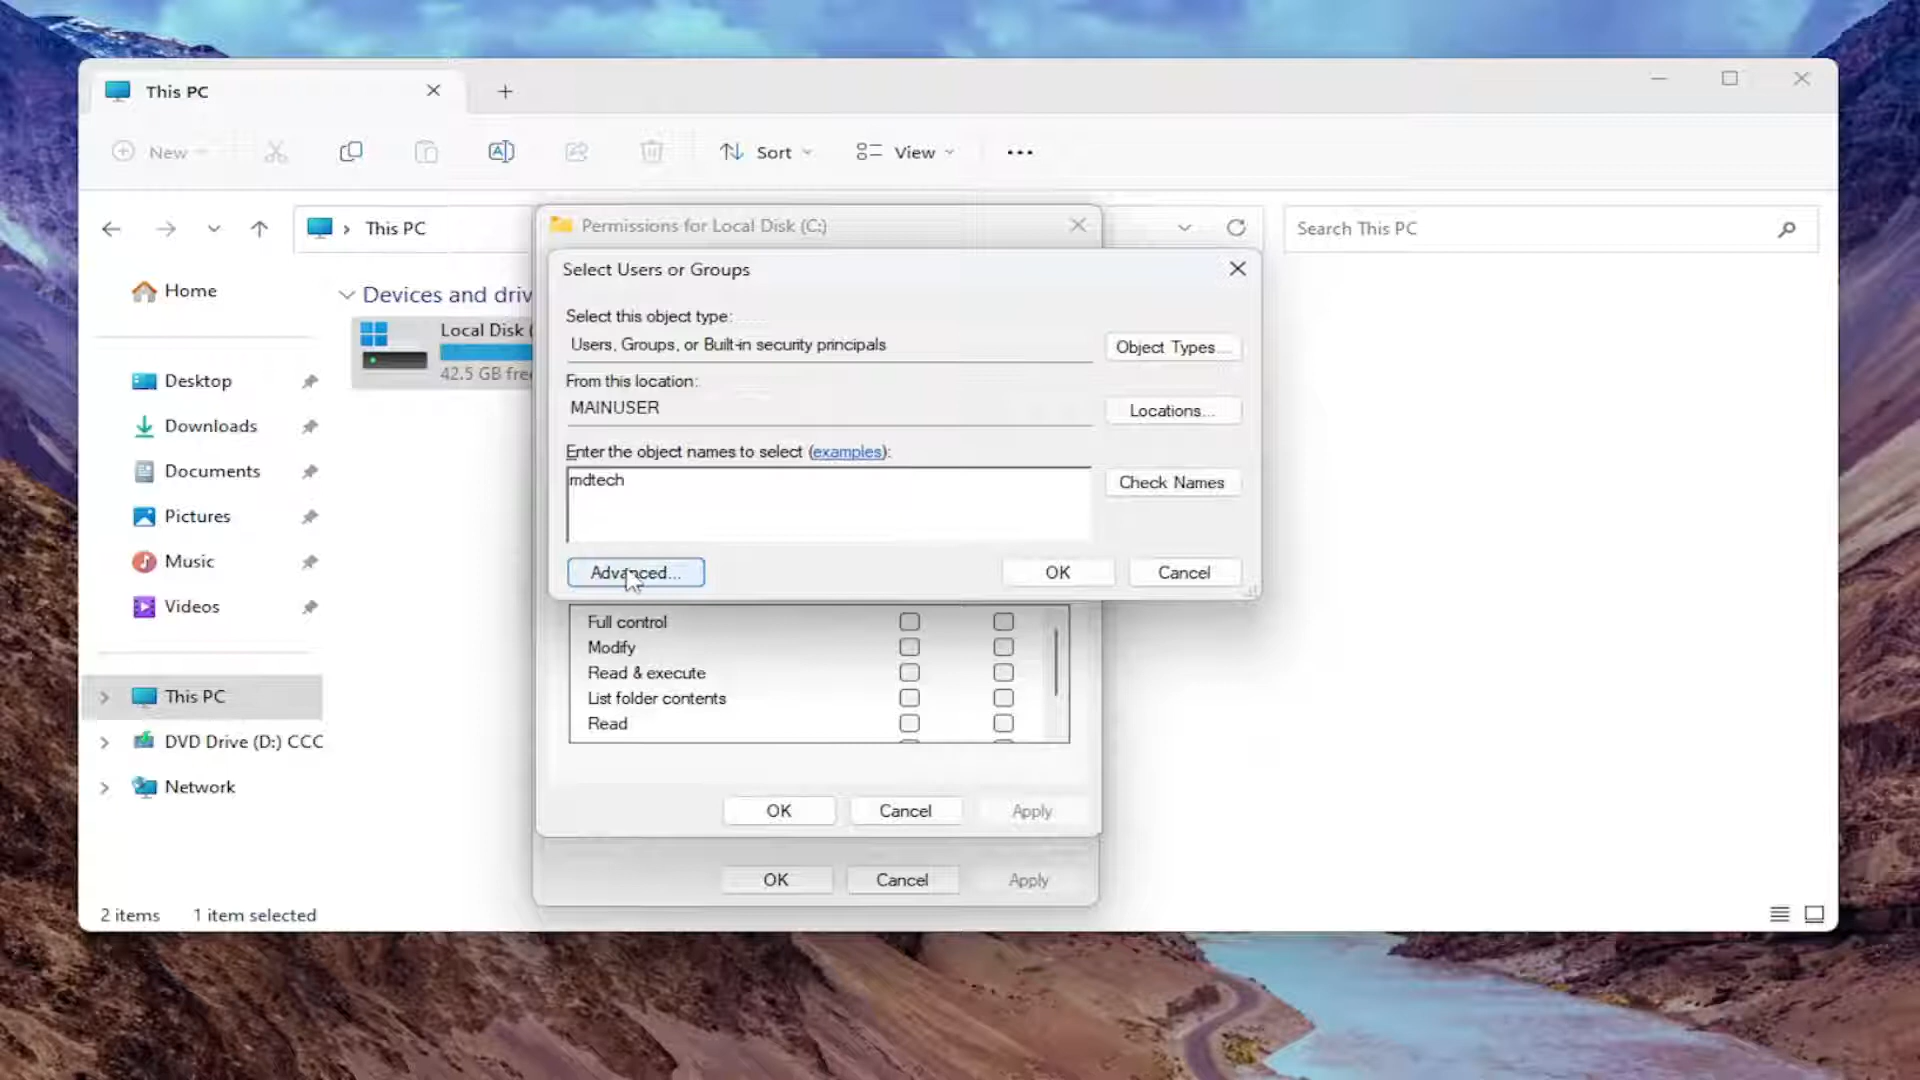 This PC
New
Sort
View
This PC
Permissions for Local Disk (C:)
Search This PC
Home
Desktop
Downloads
Documents
Pictures
Music
Videos
This PC
DVD Drive (D:) CCC
Network
Devices and driv
Local Disk (
42.5 GB fre
Select Users or Groups
Select this object type:
Users, Groups, or Built-in security principals
Object Types...
From this location:
MAINUSER
Locations...
Enter the object names to select (examples):
mdtech
Check Names
Advanced...
OK
Cancel
Full control
Modify
Read & execute
List folder contents
Read
OK
Cancel
Apply
OK
Cancel
Apply
2 items
1 item selected